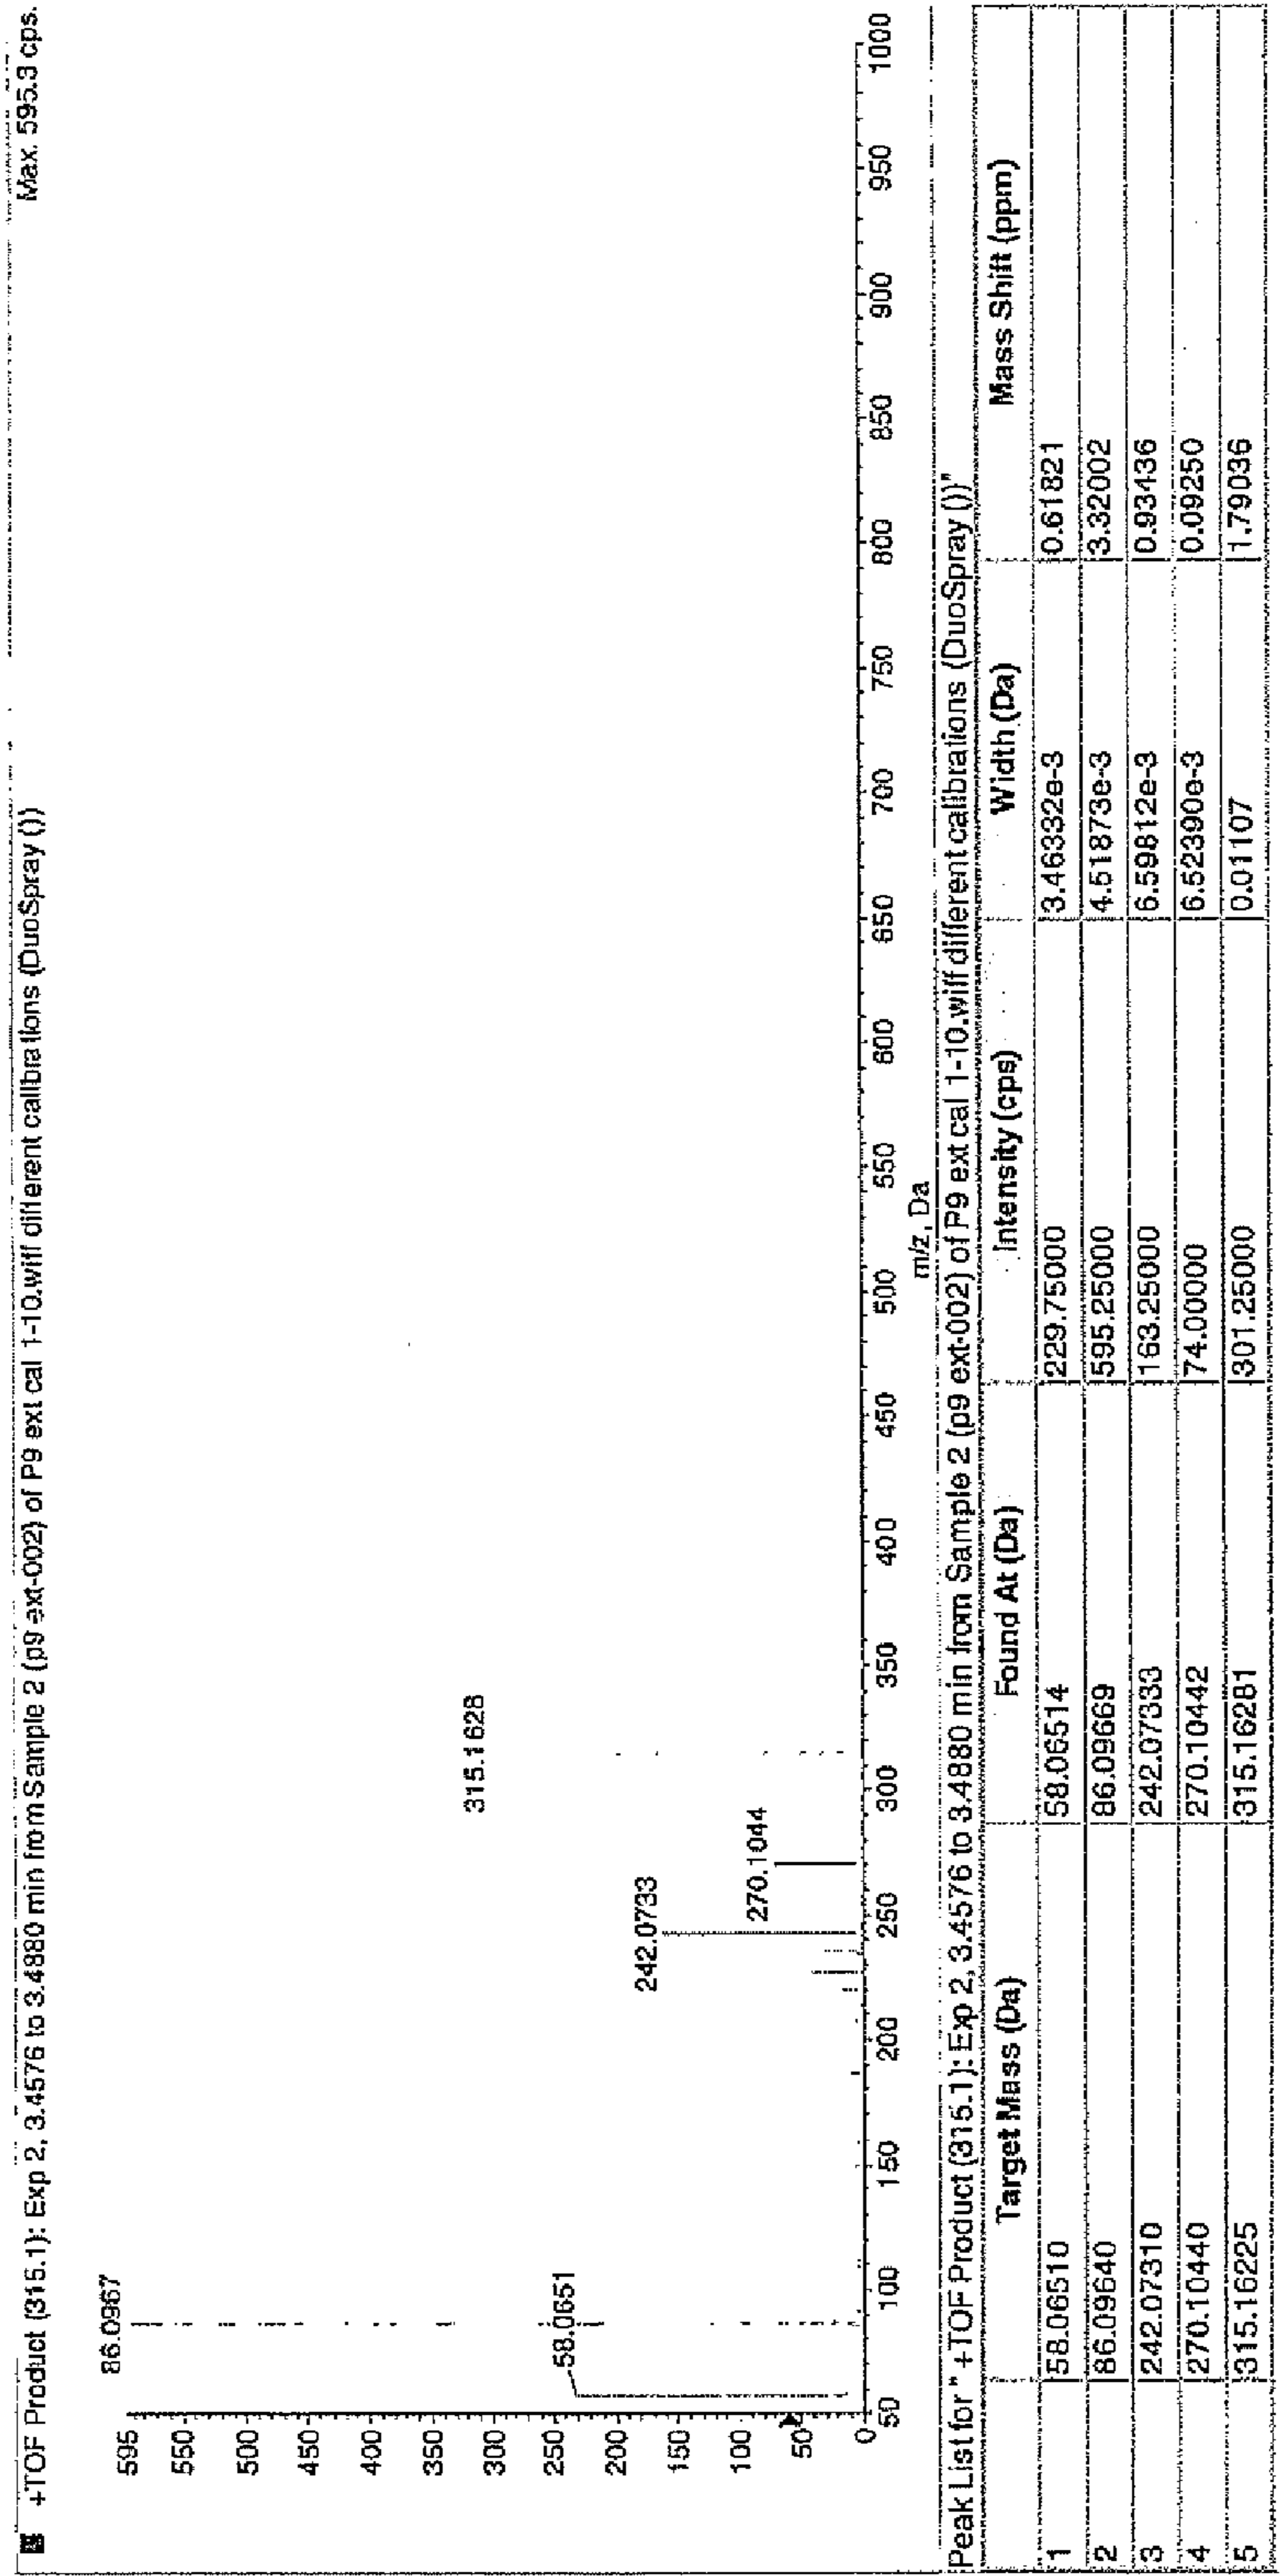 +TOF Product (315.1): Exp 2, 3.4576 to 3.4880 min from Sample 2 (p9 ext-002) of P9 ext cal 1-10.wiff different calibrations (DuoSpray ())
Max. 595.3 cps.
86.0967
58.0651
242.0733
270.1044
315.1628
595
550
500
450
400
350
300
250
200
150
100
50
0
50 100 150 200 250 300 350 400 450 500 550 600 650 700 750 800 850 900 950 1000
m/z, Da
Peak List for "+TOF Product (315.1): Exp 2, 3.4576 to 3.4880 min from Sample 2 (p9 ext-002) of P9 ext cal 1-10.wiff different calibrations (DuoSpray ())"
Target Mass (Da) Found At (Da) Intensity (cps) Width (Da) Mass Shift (ppm)
1 58.06510 58.06514 229.75000 3.46332e-3 0.61821
2 86.09640 86.09669 595.25000 4.51873e-3 3.32002
3 242.07310 242.07333 163.25000 6.59812e-3 0.93436
4 270.10440 270.10442 74.00000 6.52390e-3 0.09250
5 315.16225 315.16281 301.25000 0.01107 1.79036